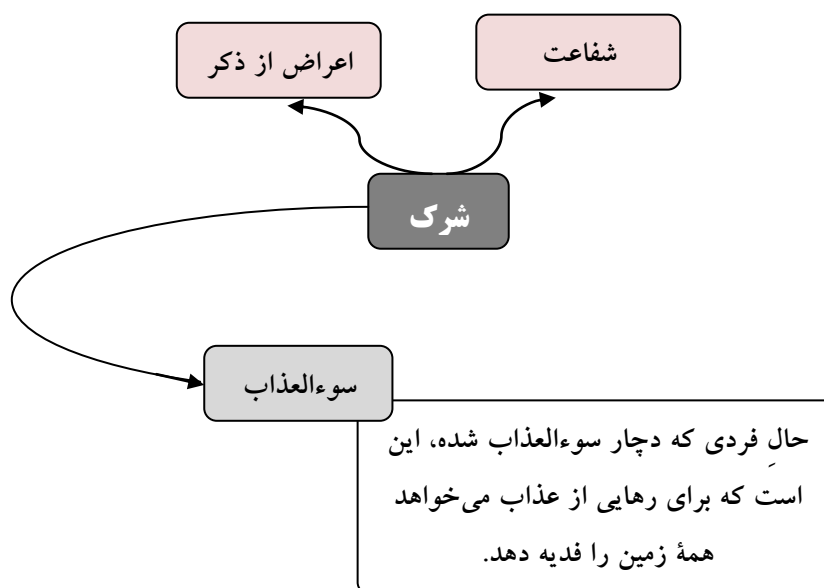 شفاعت
اعراض از ذکر
شرک
سوءالعذاب
حالِ فردی که دچار سوءالعذاب شده، این
است که برای رهایی از عذاب می‌خواهد
همهٔ زمین را فدیه دهد.